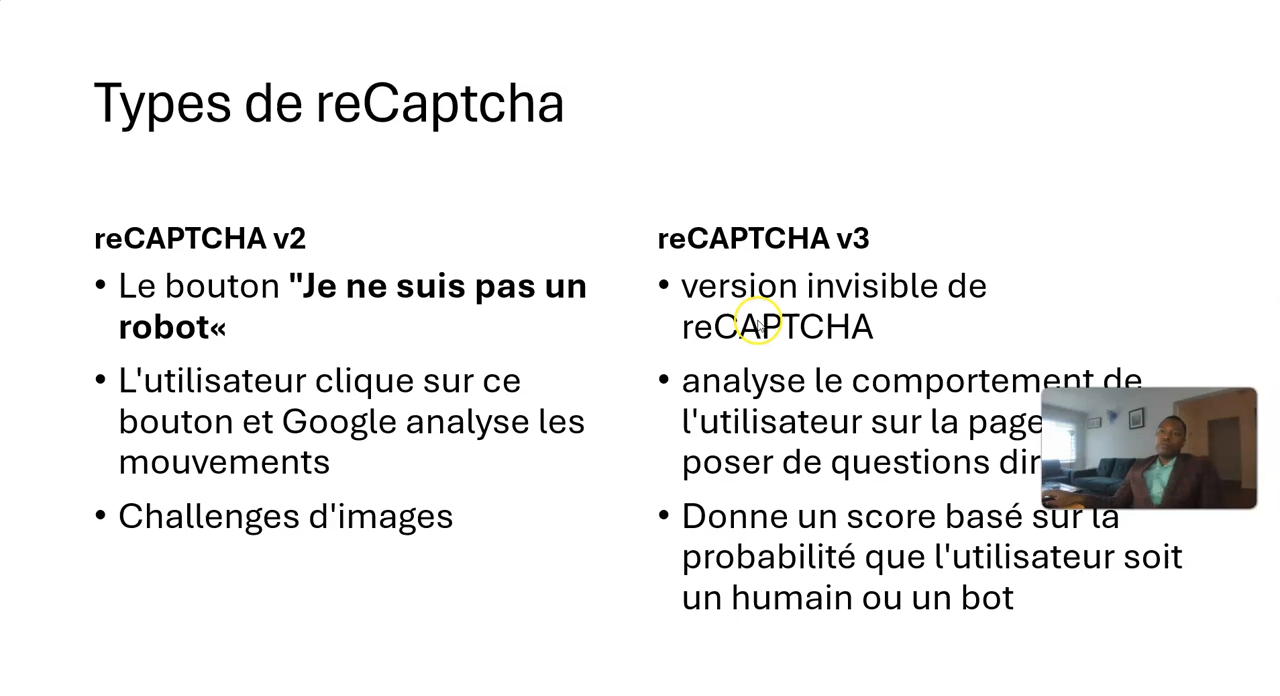 Types de reCaptcha
reCAPTCHA v2
• Le bouton "Je ne suis pas un
robot«
• L'utilisateur clique sur ce
bouton et Google analyse les
mouvements
• Challenges d'images
reCAPTCHA v3
• version invisible de
reCAPTCHA
• analyse le comportement de
l'utilisateur sur la page
poser de questions
• Donne un score basé sur la
probabilité que l'utilisateur soit
un humain ou un bot